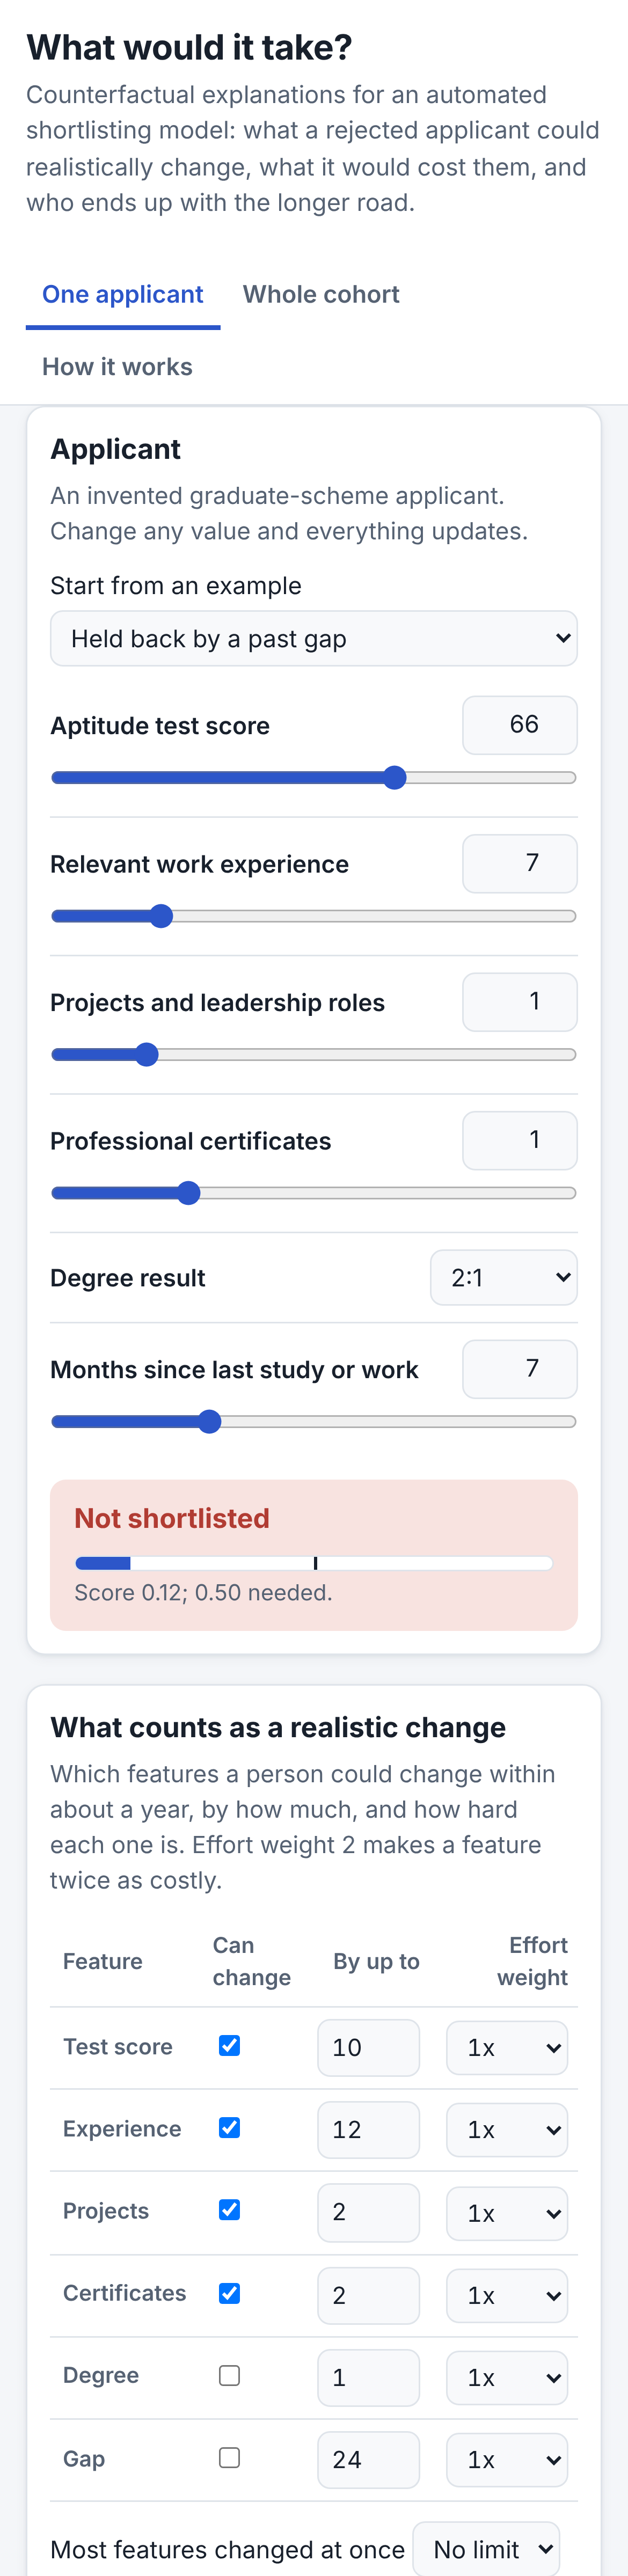 What would it take?
Counterfactual explanations for an automated
shortlisting model: what a rejected applicant could
realistically change, what it would cost them, and
who ends up with the longer road.
One applicant Whole cohort
How it works
Applicant
An invented graduate-scheme applicant.
Change any value and everything updates.
Start from an example
Held back by a past gap
Aptitude test score 66
Relevant work experience 7
Projects and leadership roles 1
Professional certificates 1
Degree result 2:1
Months since last study or work 7
Not shortlisted
Score 0.12; 0.50 needed.
What counts as a realistic change
Which features a person could change within
about a year, by how much, and how hard
each one is. Effort weight 2 makes a feature
twice as costly.
Feature Can change By up to Effort weight
Test score 10 1x
Experience 12 1x
Projects 2 1x
Certificates 2 1x
Degree 1 1x
Gap 24 1x
Most features changed at once No limit